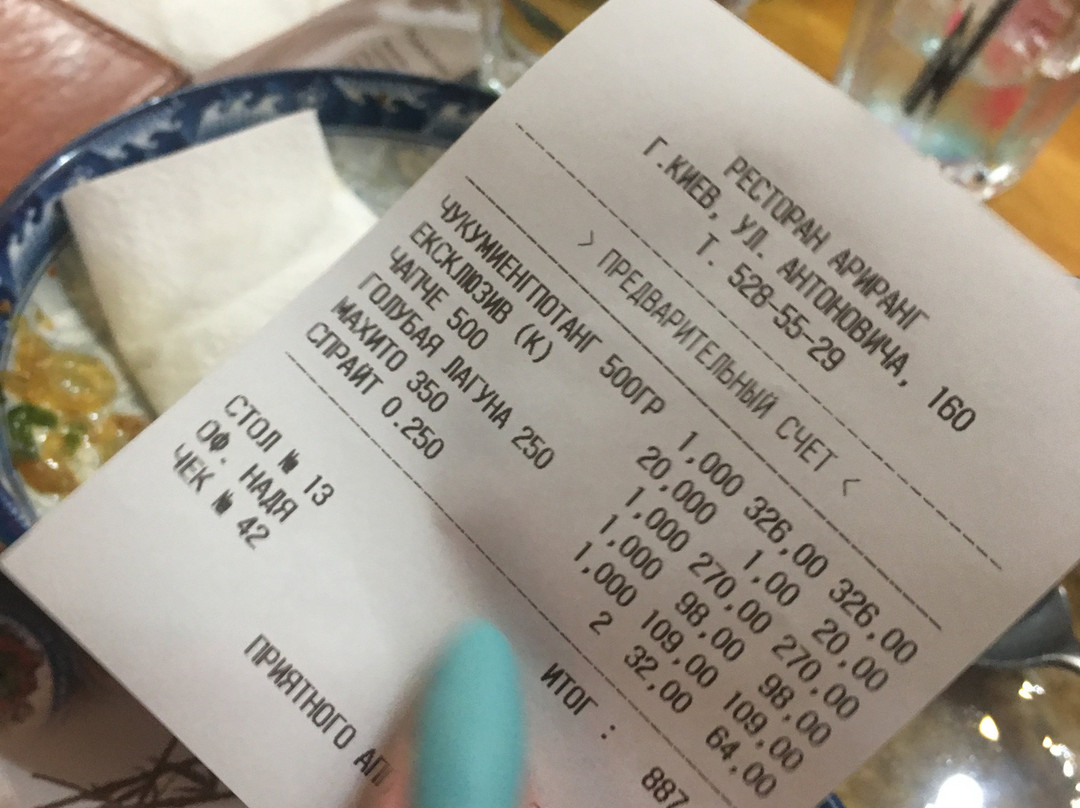 РЕСТОРАН АРИРАНГ
Г.КИЕВ, УЛ. АНТОНОВИЧА, 160
Т. 528-55-29
> ПРЕДВАРИТЕЛЬНЫЙ СЧЕТ <
ЧУКУМИЕНГПОТАНГ 500ГР 1,000 326,00 326,00
ЕКСКЛЮЗИВ (К) 20,000 1,00 20,00
ЧАПЧЕ 500 1,000 270,00 270,00
ГОЛУБАЯ ЛАГУНА 250 1,000 98,00 98,00
МАХИТО 350 1,000 109,00 109,00
СПРАЙТ 0.250 2 32,00 64,00
СТОЛ № 13
ОФ. НАДЯ
ЧЕК № 42
ИТОГ : 887
ПРИЯТНОГО